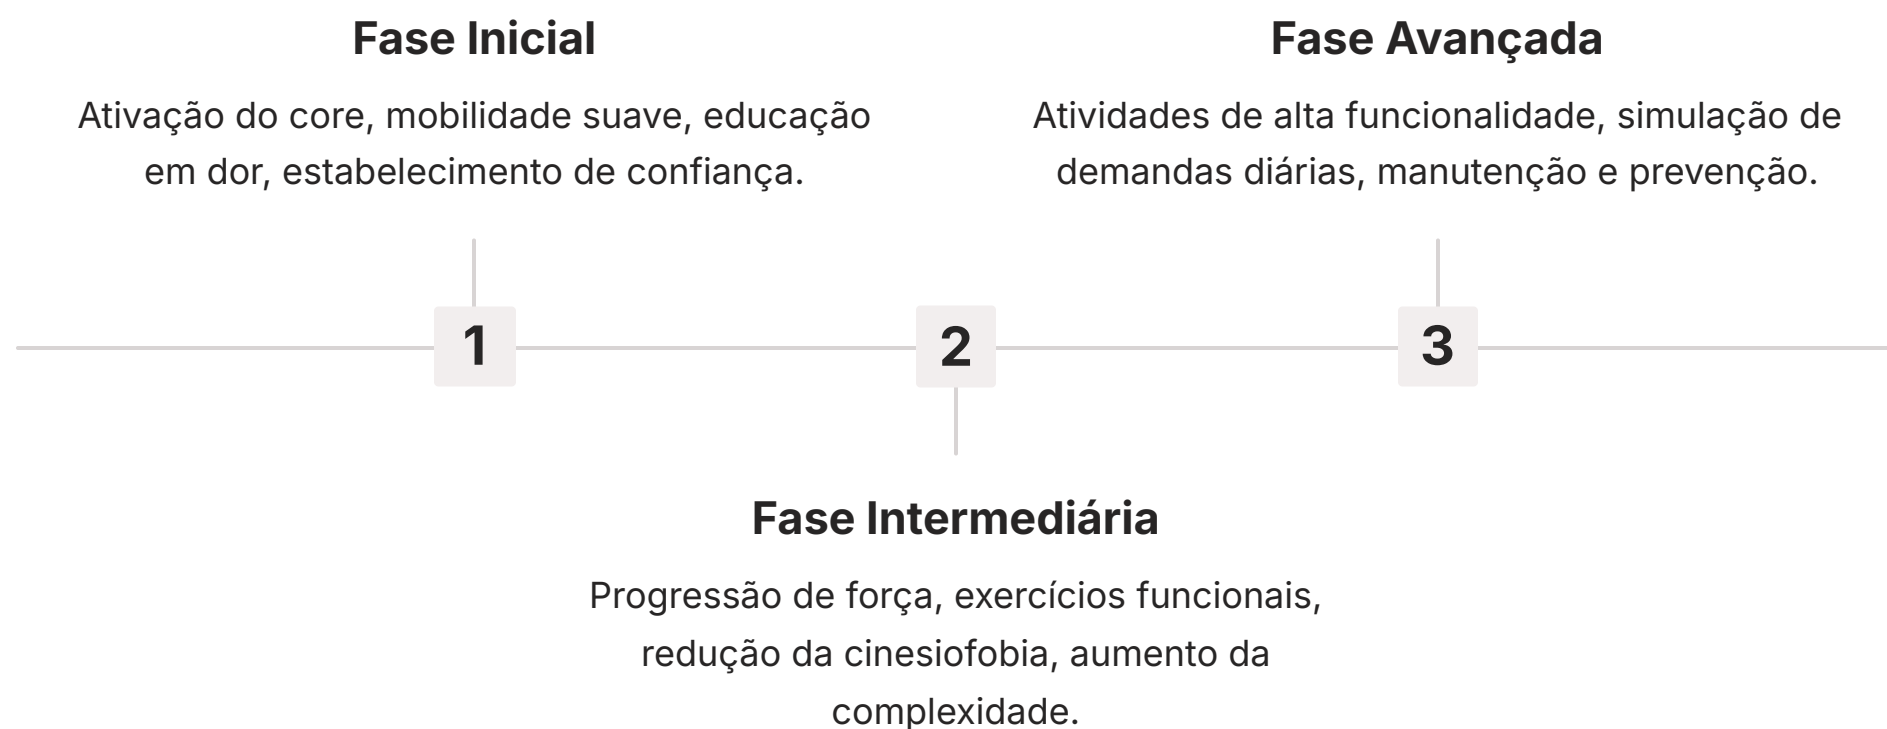 Fase Inicial
Ativação do core, mobilidade suave, educação
em dor, estabelecimento de confiança.
1
2
Fase Intermediária
Progressão de força, exercícios funcionais,
redução da cinesiofobia, aumento da
complexidade.
Fase Avançada
Atividades de alta funcionalidade, simulação de
demandas diárias, manutenção e prevenção.
3